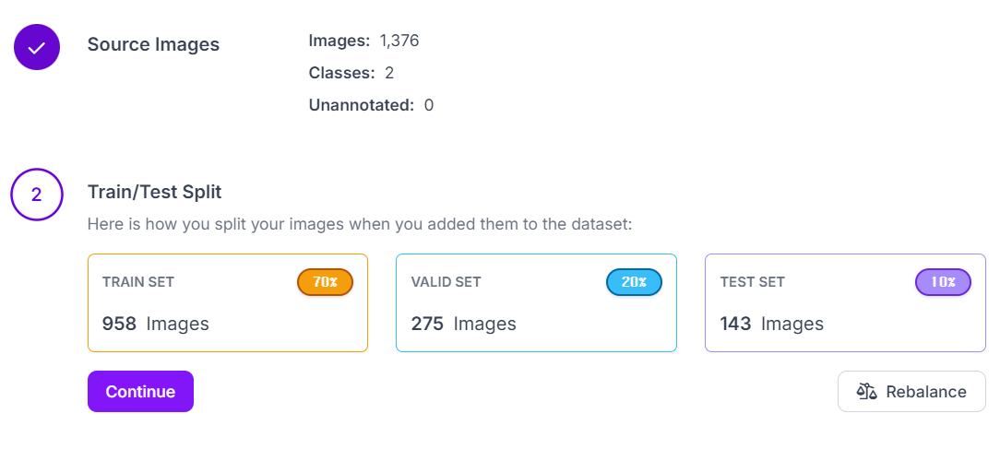 Source Images
Images: 1,376
Classes: 2
Unannotated: 0
2
Train/Test Split
Here is how you split your images when you added them to the dataset:
TRAIN SET 70%
958 Images
VALID SET 20%
275 Images
TEST SET 10%
143 Images
Continue
Rebalance